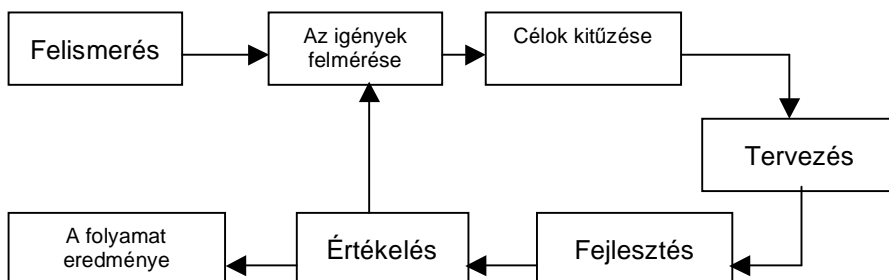 Felismerés
Az igények
felmérése
Célok kitűzése
Tervezés
A folyamat
eredménye
Értékelés
Fejlesztés